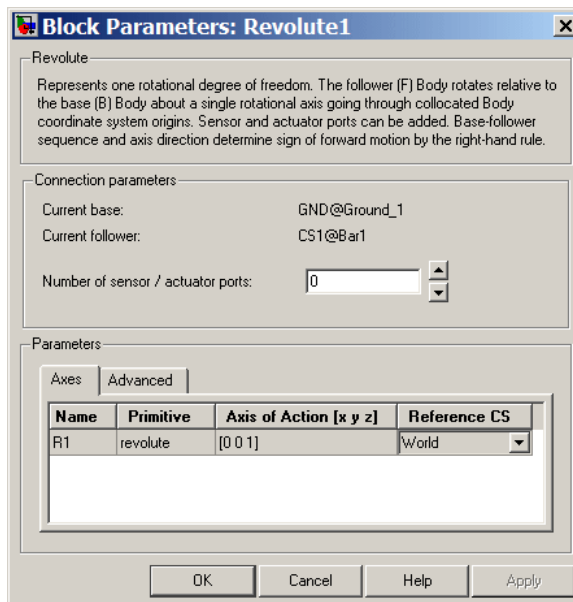 Block Parameters: Revolute1
Revolute
Represents one rotational degree of freedom. The follower (F) Body rotates relative to
the base (B) Body about a single rotational axis going through collocated Body
coordinate system origins. Sensor and actuator ports can be added. Base-follower
sequence and axis direction determine sign of forward motion by the right-hand rule.
Connection parameters
Current base: GND@Ground_1
Current follower: CS1@Bar1
Number of sensor / actuator ports: 0
Parameters
Axes Advanced
Name Primitive Axis of Action [x y z] Reference CS
R1 revolute [0 0 1] World
OK Cancel Help Apply